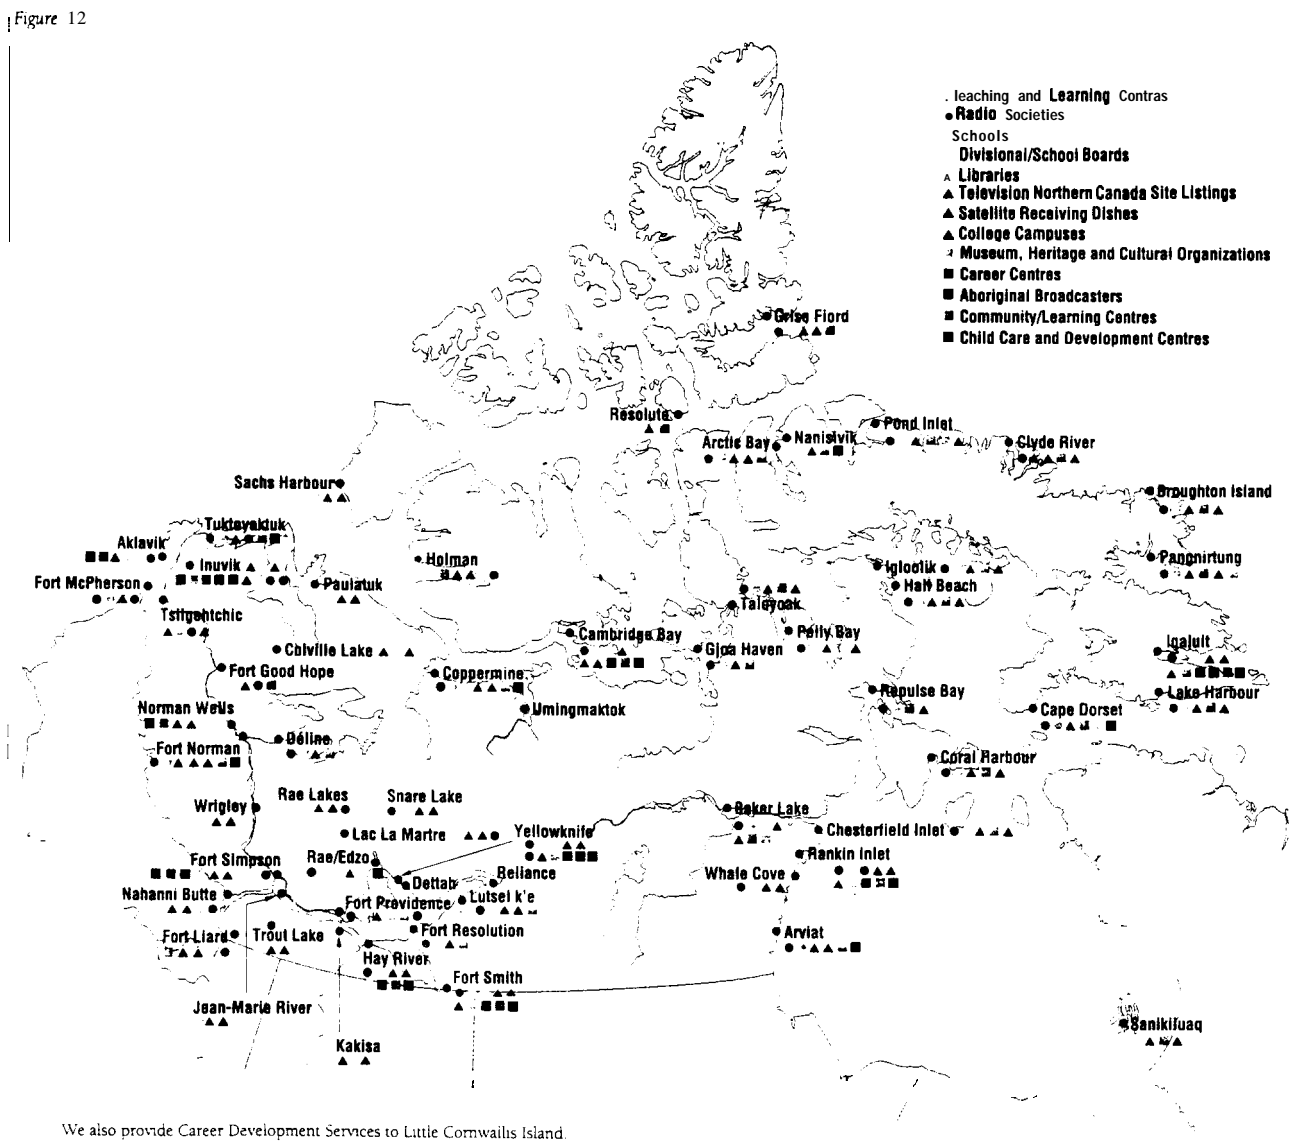 Figure 12
. Teaching and Learning Contras
Radio Societies
Schools
Divisional/School Boards
Libraries
Television Northern Canada Site Listings
Satellite Receiving Dishes
College Campuses
Museum, Heritage and Cultural Organizations
Career Centres
Aboriginal Broadcasters
Community/Learning Centres
Child Care and Development Centres
Grise Fiord
Resolute
Arctic Bay
Nanisivik
Pond Inlet
Clyde River
Sachs Harbour
Broughton Island
Tuktoyaktuk
Aklavik
Inuvik
Holman
Pangnirtung
Fort McPherson
Paulatuk
Igloolik
Hall Beach
Taloyoak
Tsiigehtchic
Cambridge Bay
Pelly Bay
Colville Lake
Gjoa Haven
Iqaluit
Fort Good Hope
Coppermine
Repulse Bay
Lake Harbour
Norman Wells
Umingmaktok
Cape Dorset
Fort Norman
Déline
Coral Harbour
Rae Lakes
Snare Lake
Wrigley
Baker Lake
Lac La Martre
Yellowknife
Chesterfield Inlet
Fort Simpson
Rae/Edzo
Rankin Inlet
Reliance
Whale Cove
Dettah
Nahanni Butte
Lutsel k'e
Fort Providence
Fort Liard
Trout Lake
Fort Resolution
Arviat
Hay River
Fort Smith
Jean-Marie River
Sanikiluaq
Kakisa
We also provide Career Development Services to Little Cornwallis Island.